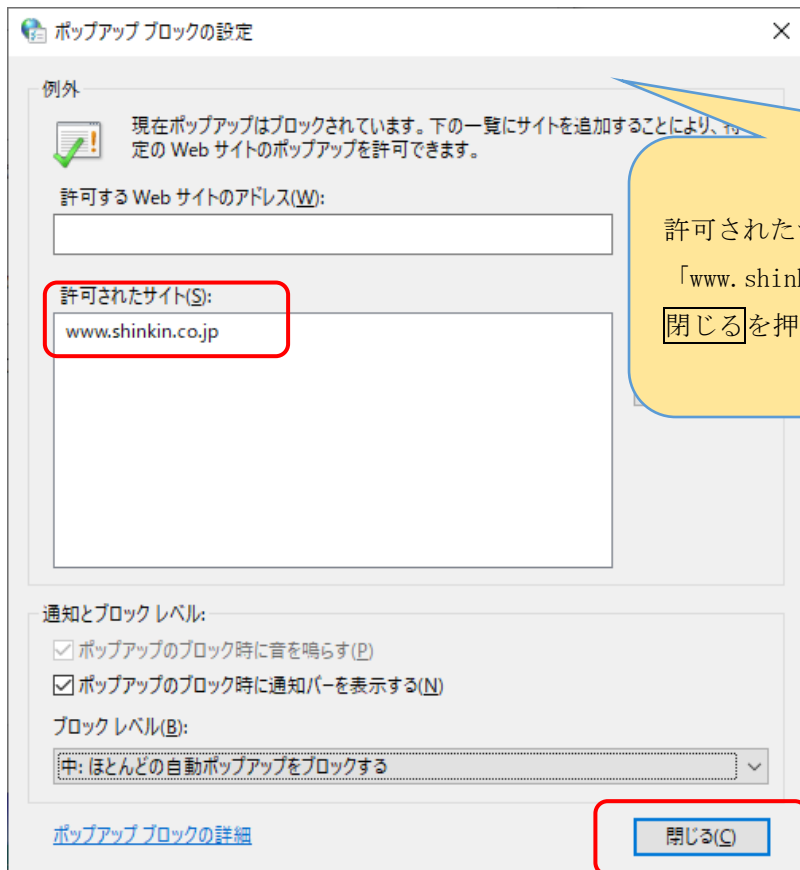 ポップアップ ブロックの設定
例外
現在ポップアップはブロックされています。下の一覧にサイトを追加することにより、特
定の Web サイトのポップアップを許可できます。
許可する Web サイトのアドレス(W):
許可された
「www.shin
閉じるを押
許可されたサイト(S):
www.shinkin.co.jp
通知とブロック レベル:
ポップアップのブロック時に音を鳴らす(P)
ポップアップのブロック時に通知バーを表示する(N)
ブロック レベル(B):
中: ほとんどの自動ポップアップをブロックする
ポップアップ ブロックの詳細
閉じる(C)